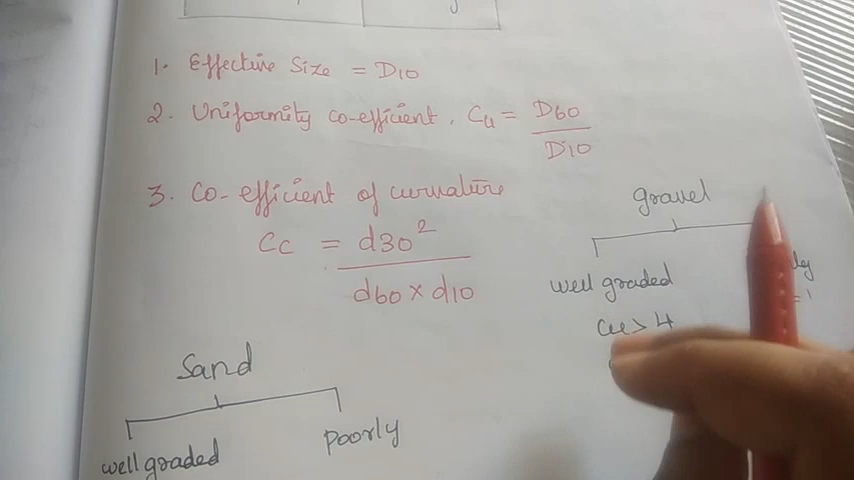 1. Effective Size = D10
2. Uniformity co-efficient, Cu = D60
D10
3. Co-efficient of curvature
Cc = d30²
d60 × d10
gravel
well graded
Cu > 4
Sand
well graded
poorly